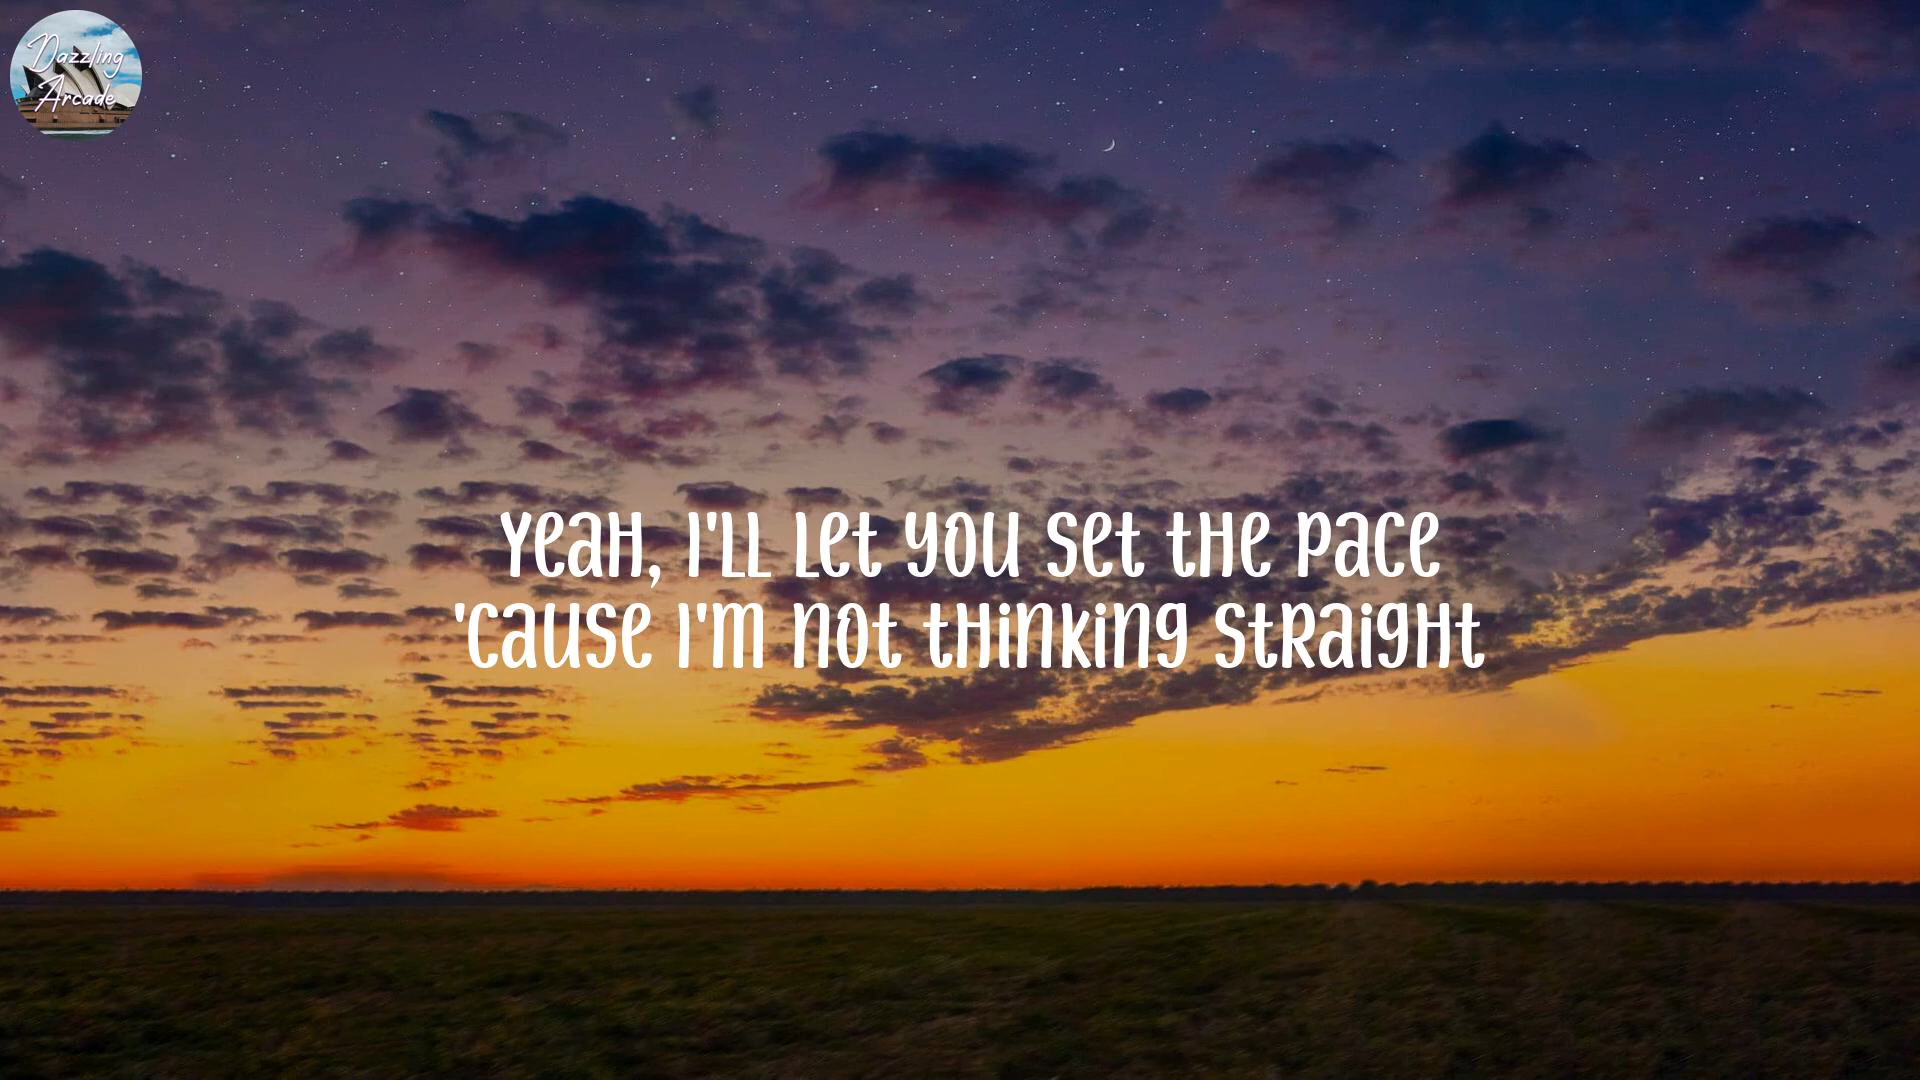 Dazzling
Arcade
Yeah, I'll let you set the pace
'cause I'm not thinking straight